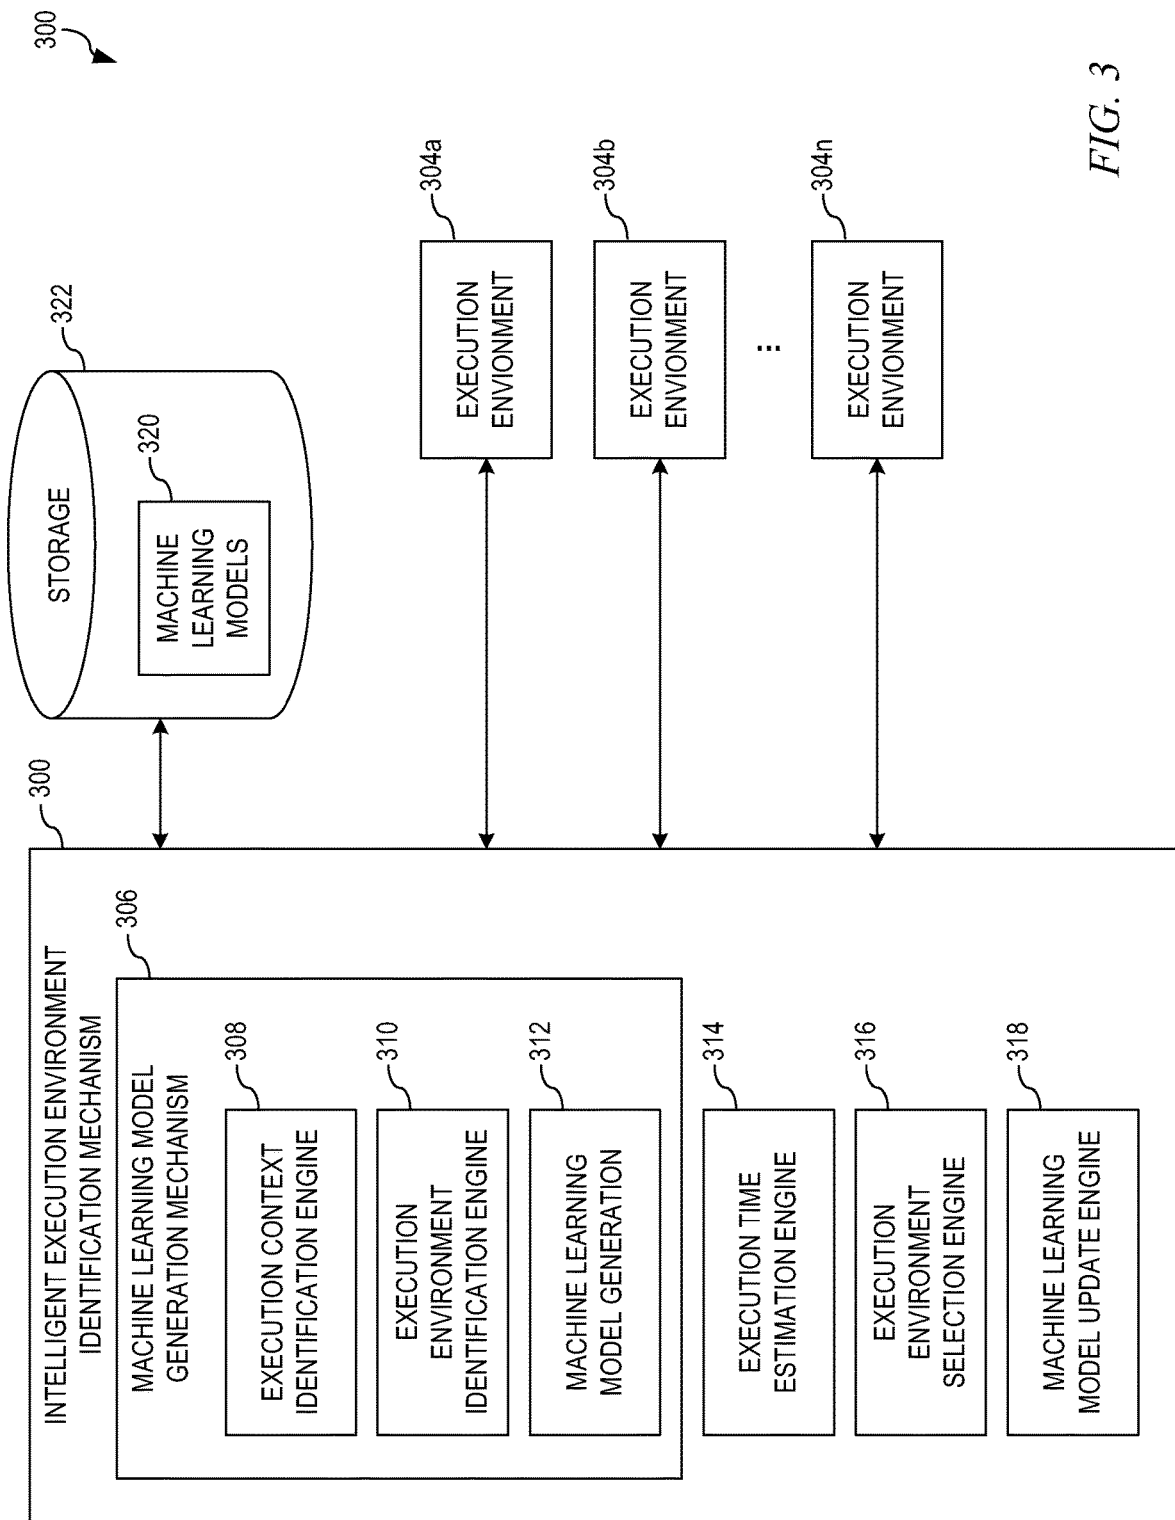 300
INTELLIGENT EXECUTION ENVIRONMENT
IDENTIFICATION MECHANISM
300
MACHINE LEARNING MODEL
GENERATION MECHANISM
306
EXECUTION CONTEXT
IDENTIFICATION ENGINE
308
EXECUTION
ENVIRONMENT
IDENTIFICATION ENGINE
310
MACHINE LEARNING
MODEL GENERATION
312
EXECUTION TIME
ESTIMATION ENGINE
314
EXECUTION
ENVIRONMENT
SELECTION ENGINE
316
MACHINE LEARNING
MODEL UPDATE ENGINE
318
STORAGE
322
MACHINE
LEARNING
MODELS
320
EXECUTION
ENVIONMENT
304a
EXECUTION
ENVIONMENT
304b
...
EXECUTION
ENVIONMENT
304n
FIG. 3